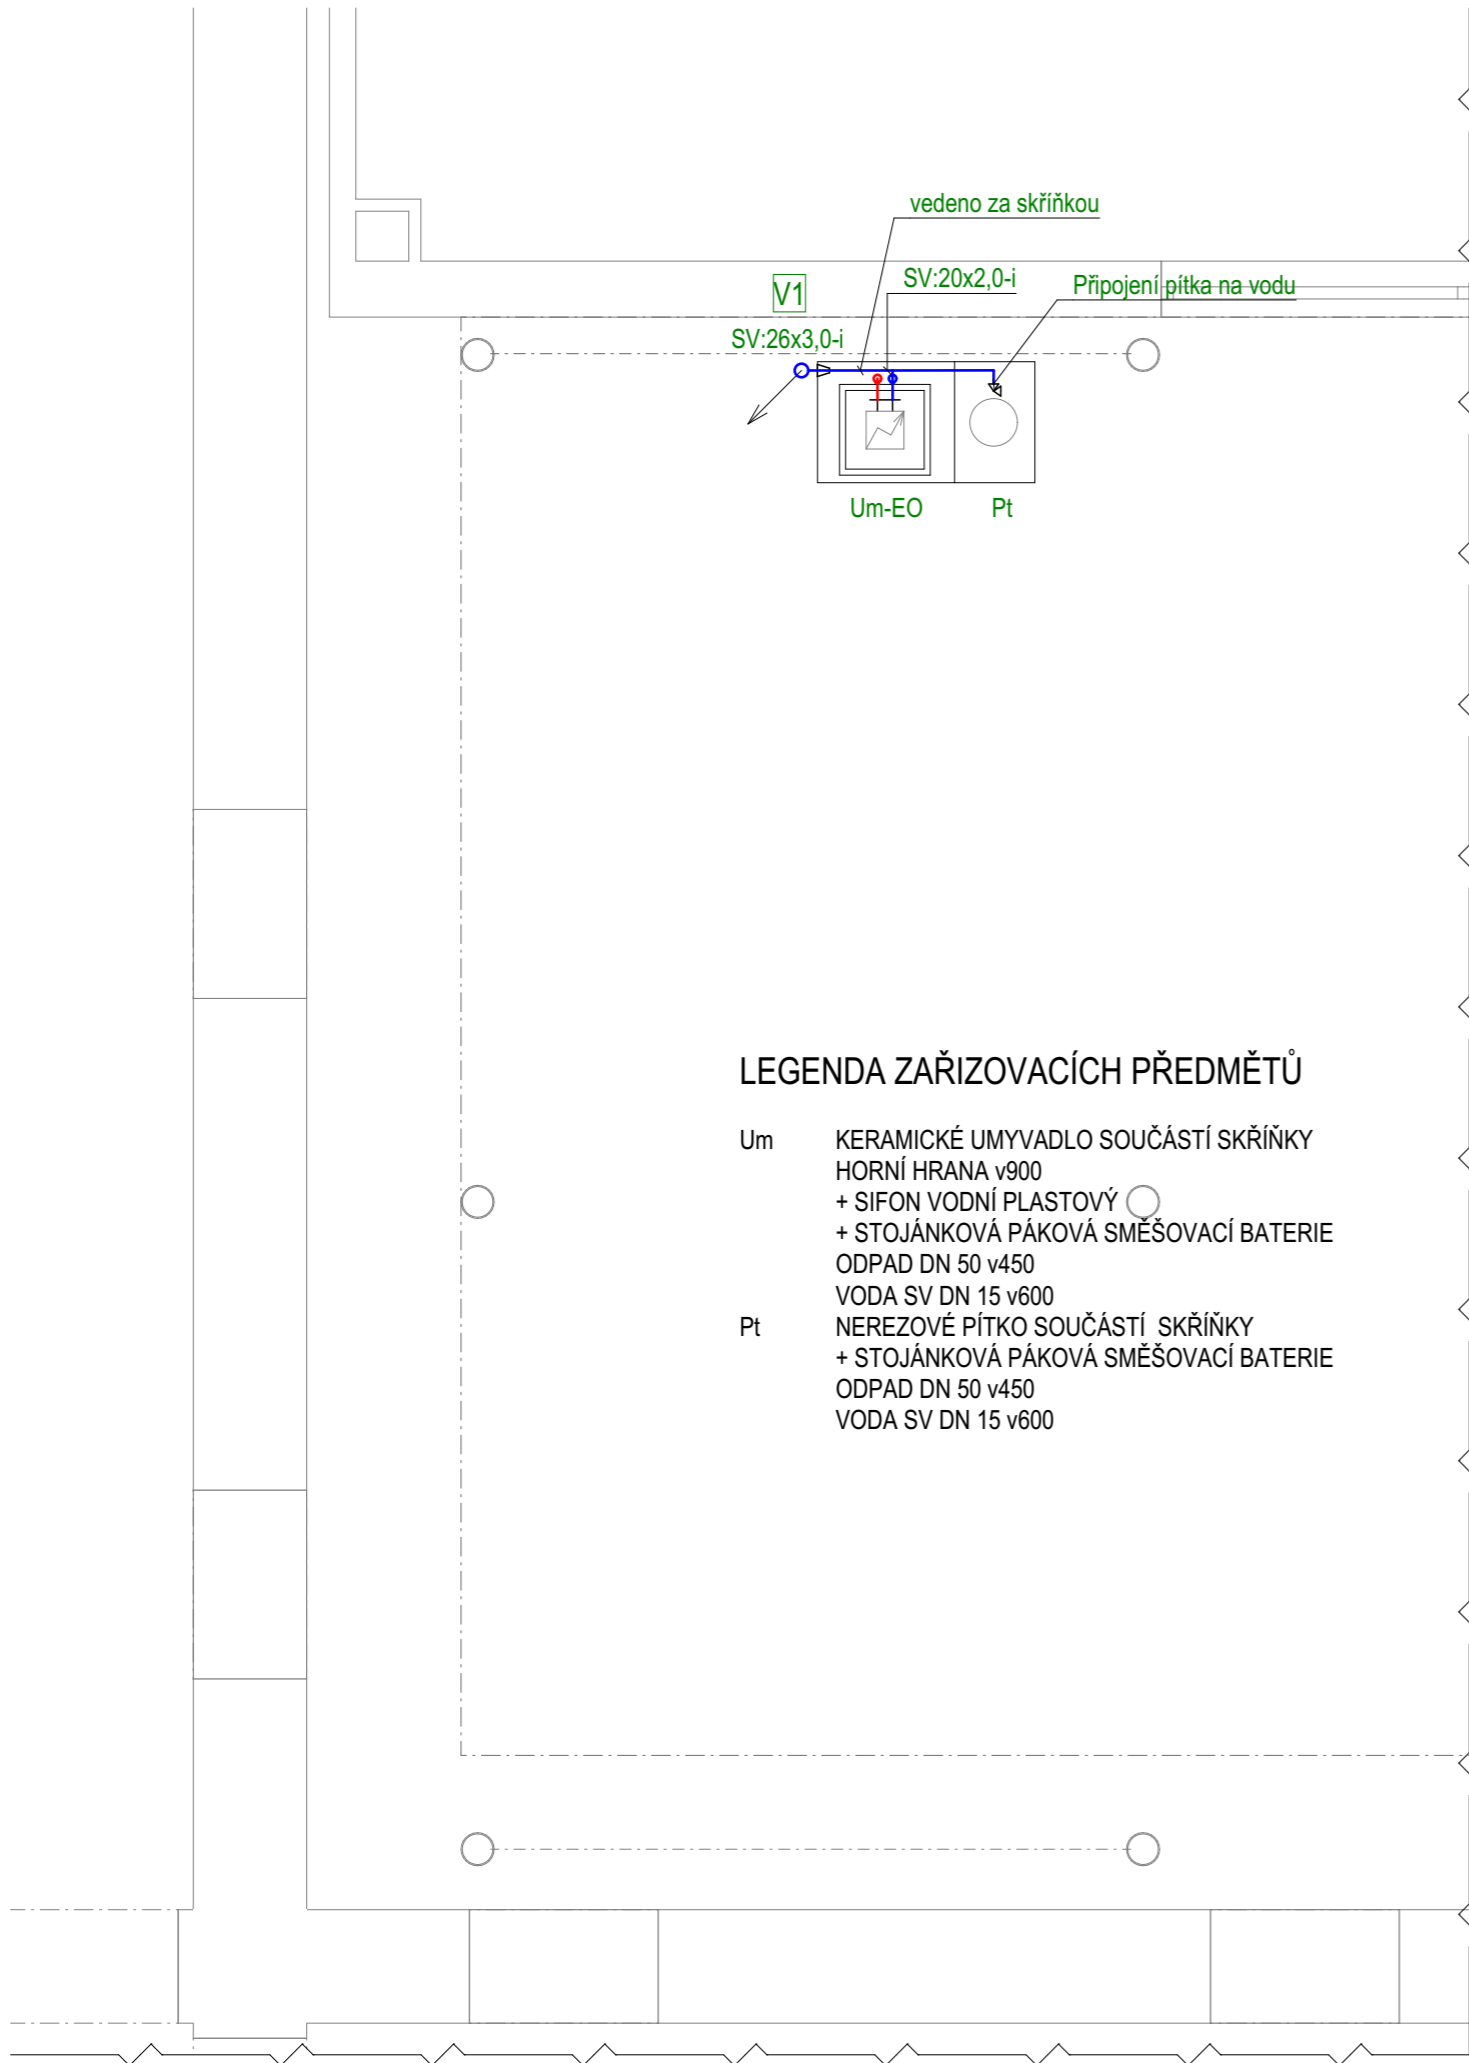 vedeno za skříňkou
V1
SV:20x2,0-i
Připojení pítka na vodu
SV:26x3,0-i
Um-EO
Pt
LEGENDA ZAŘIZOVACÍCH PŘEDMĚTŮ
Um KERAMICKÉ UMYVADLO SOUČÁSTÍ SKŘÍŇKY
HORNÍ HRANA v900
+ SIFON VODNÍ PLASTOVÝ
+ STOJÁNKOVÁ PÁKOVÁ SMĚŠOVACÍ BATERIE
ODPAD DN 50 v450
VODA SV DN 15 v600
Pt NEREZOVÉ PÍTKO SOUČÁSTÍ SKŘÍŇKY
+ STOJÁNKOVÁ PÁKOVÁ SMĚŠOVACÍ BATERIE
ODPAD DN 50 v450
VODA SV DN 15 v600